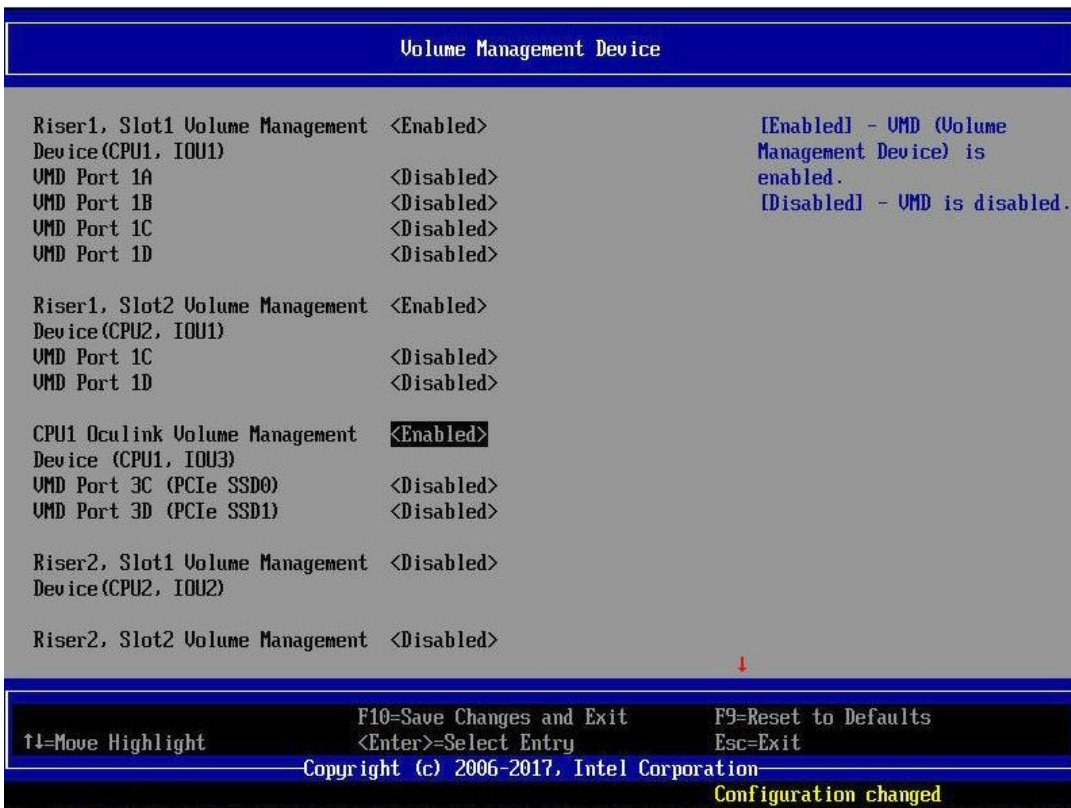 Volume Management Device
Riser1, Slot1 Volume Management <Enabled>
Device(CPU1, IOU1)
VMD Port 1A <Disabled>
VMD Port 1B <Disabled>
VMD Port 1C <Disabled>
VMD Port 1D <Disabled>
Riser1, Slot2 Volume Management <Enabled>
Device(CPU2, IOU1)
VMD Port 1C <Disabled>
VMD Port 1D <Disabled>
CPU1 Oculink Volume Management <Enabled>
Device (CPU1, IOU3)
VMD Port 3C (PCIe SSD0) <Disabled>
VMD Port 3D (PCIe SSD1) <Disabled>
Riser2, Slot1 Volume Management <Disabled>
Device(CPU2, IOU2)
Riser2, Slot2 Volume Management <Disabled>
[Enabled] - VMD (Volume
Management Device) is
enabled.
[Disabled] - VMD is disabled.
↓
F10=Save Changes and Exit F9=Reset to Defaults
↑↓=Move Highlight <Enter>=Select Entry Esc=Exit
Copyright (c) 2006-2017, Intel Corporation
Configuration changed